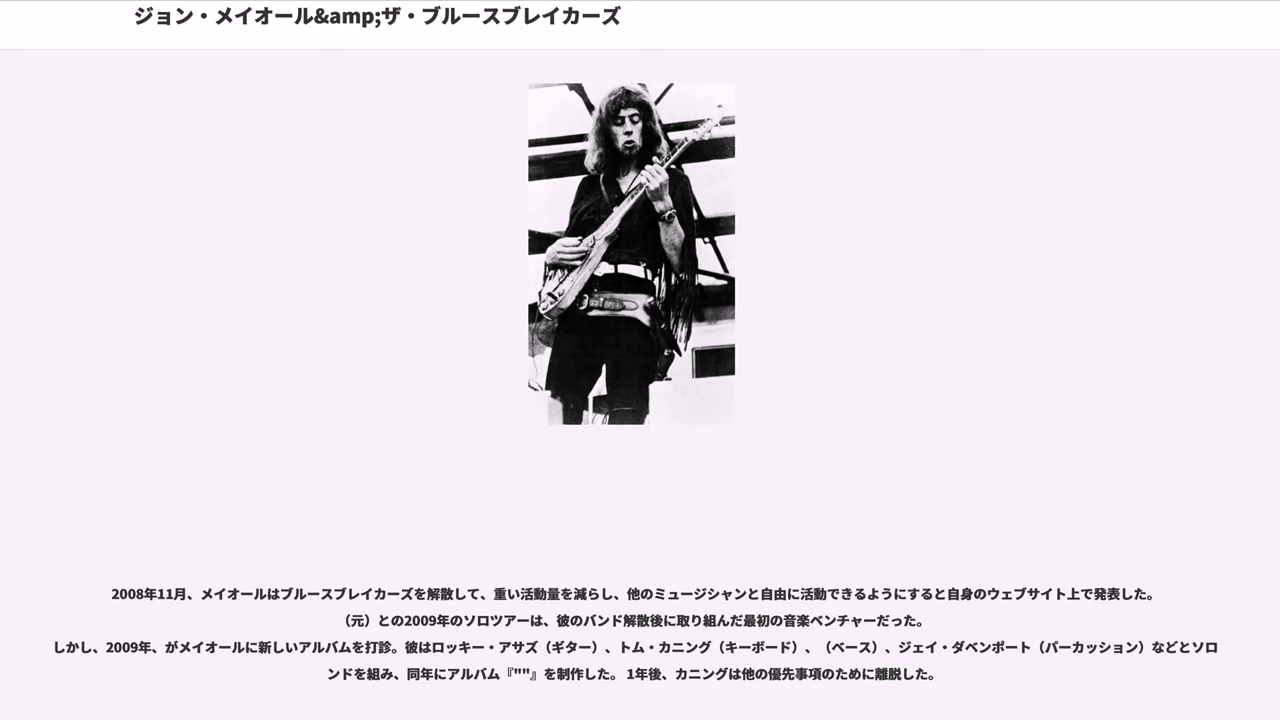 ジョン・メイオール&amp;ザ・ブルースブレイカーズ
2008年11月、メイオールはブルースブレイカーズを解散して、重い活動量を減らし、他のミュージシャンと自由に活動できるようにすると自身のウェブサイト上で発表した。
（元）との2009年のソロツアーは、彼のバンド解散後に取り組んだ最初の音楽ベンチャーだった。
しかし、2009年、がメイオールに新しいアルバムを打診。彼はロッキー・アサズ（ギター）、トム・カニング（キーボード）、（ベース）、ジェイ・ダベンポート（パーカッション）などとソロ
ンドを組み、同年にアルバム『""』を制作した。 1年後、カニングは他の優先事項のために離脱した。